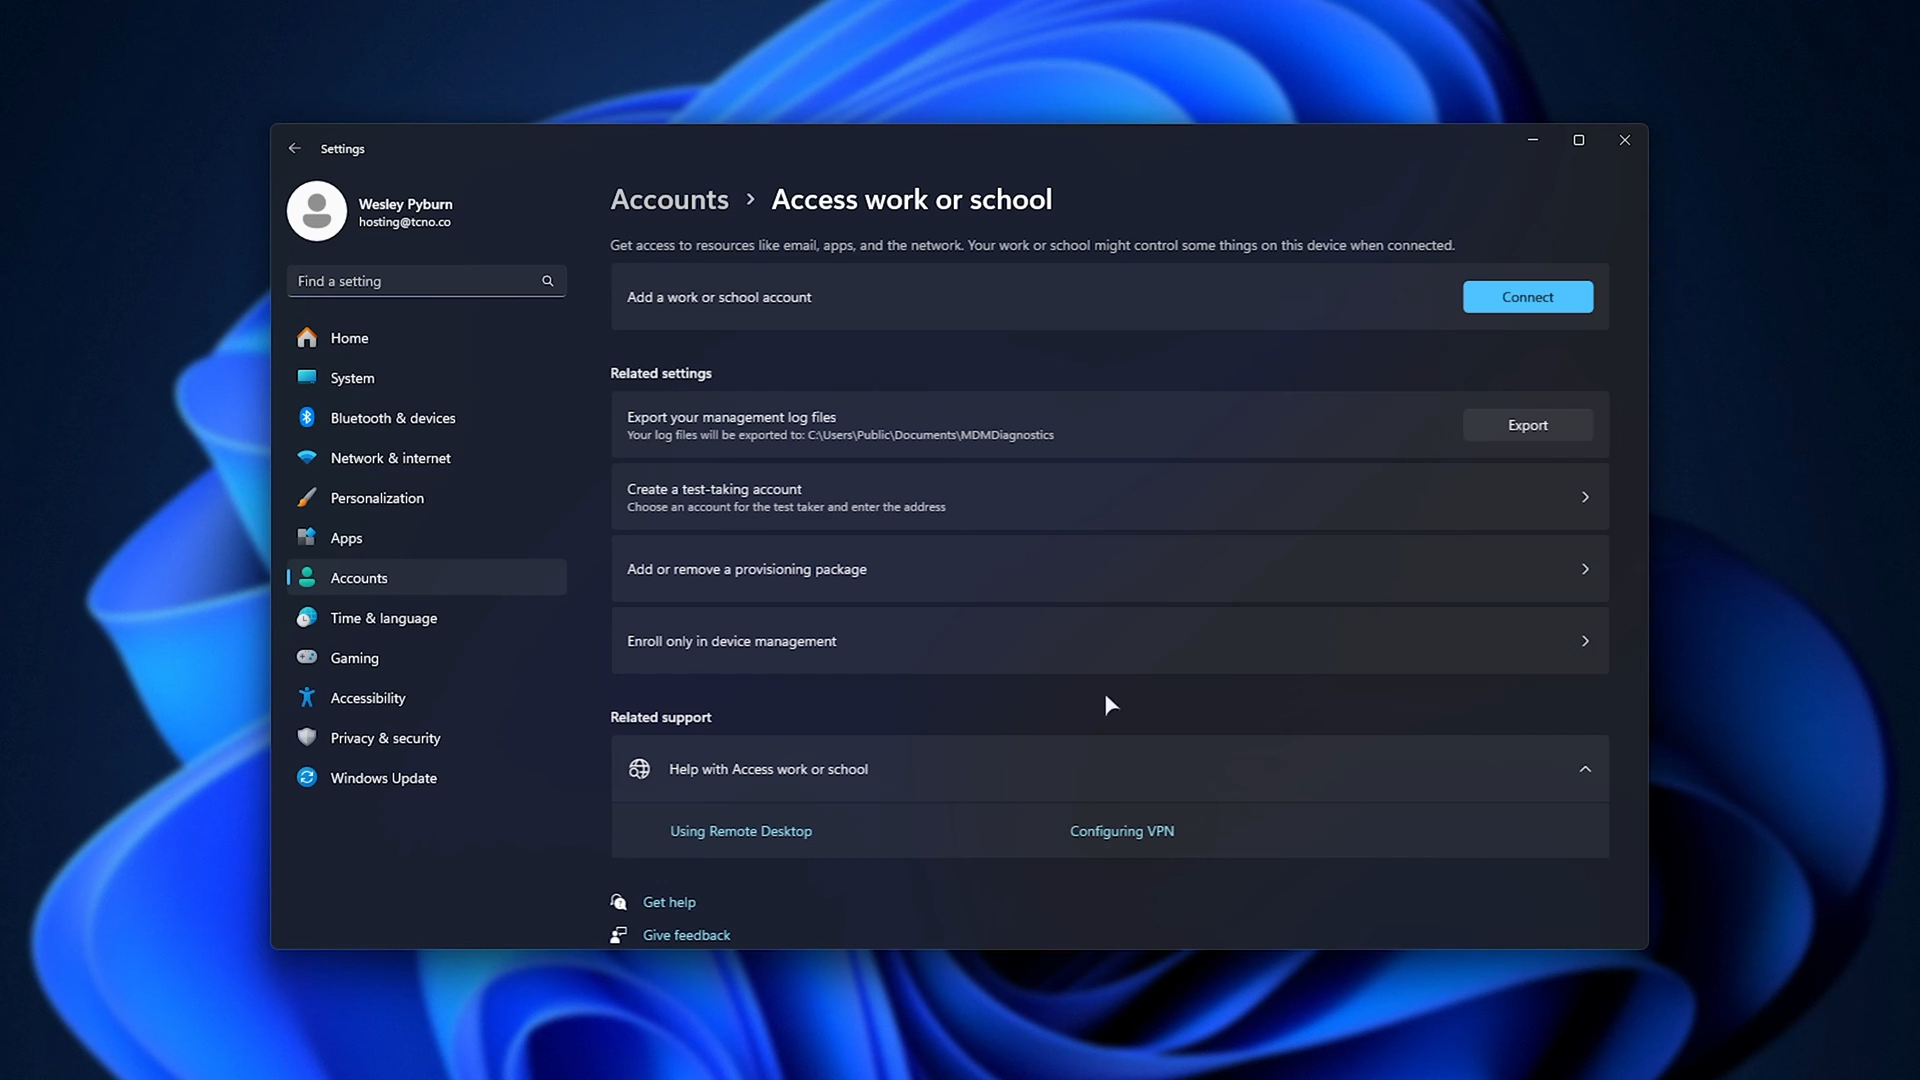 Settings
Wesley Pyburn
hosting@tcno.co
Find a setting
Home
System
Bluetooth & devices
Network & internet
Personalization
Apps
Accounts
Time & language
Gaming
Accessibility
Privacy & security
Windows Update
Accounts > Access work or school
Get access to resources like email, apps, and the network. Your work or school might control some things on this device when connected.
Add a work or school account
Connect
Related settings
Export your management log files
Your log files will be exported to: C:\Users\Public\Documents\MDMDiagnostics
Export
Create a test-taking account
Choose an account for the test taker and enter the address
Add or remove a provisioning package
Enroll only in device management
Related support
Help with Access work or school
Using Remote Desktop
Configuring VPN
Get help
Give feedback